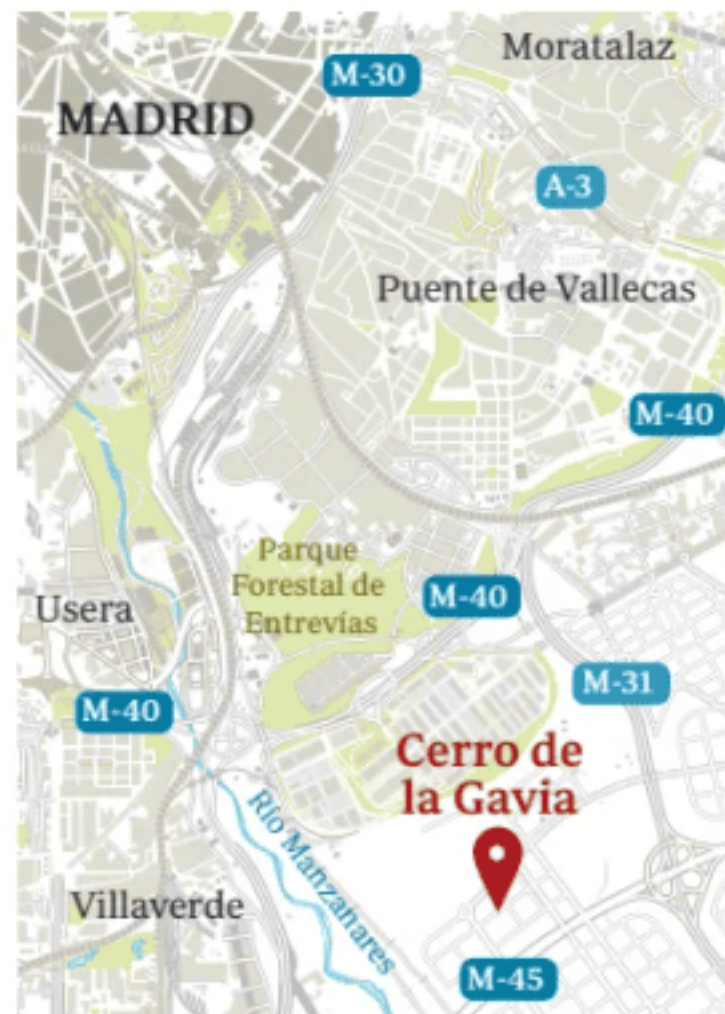 Moratalaz
M-30
MADRID
A-3
Puente de Vallecas
M-40
Parque
Forestal de
Entrevías
M-40
Usera
M-31
M-40
Cerro de
la Gavia
Río Manzanares
Villaverde
M-45